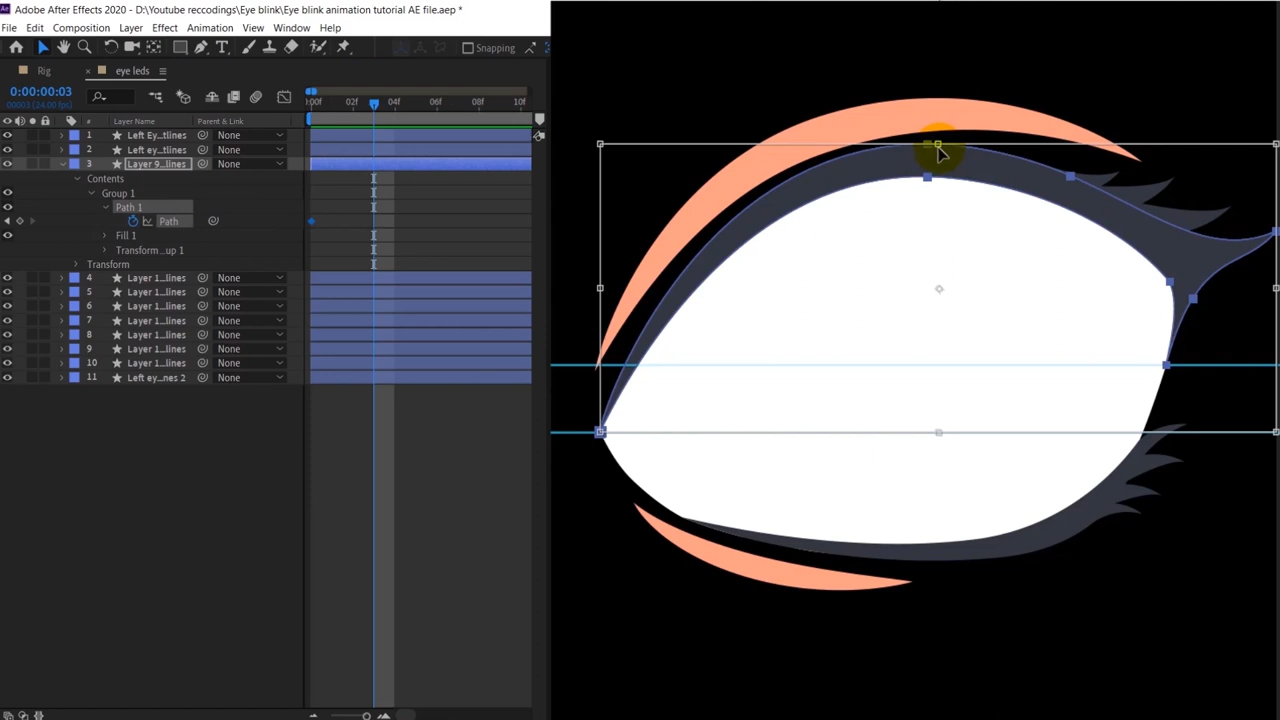 Adobe After Effects 2020 - D:\Youtube reccodings\Eye blink\Eye blink animation tutorial AE file.aep *
File Edit Composition Layer Effect Animation View Window Help
Snapping
Rig eye leds
0:00:00:03
00003 (24.00 fps)
:00f 02f 04f 06f 08f 10f
# Layer Name Parent & Link
1 Left Ey...tlines None
2 Left ey...tlines None
3 Layer 9...lines None
Contents
Group 1
Path 1
Path
Fill 1
Transform...up 1
Transform
4 Layer 1...lines None
5 Layer 1...lines None
6 Layer 1...lines None
7 Layer 1...lines None
8 Layer 1...lines None
9 Layer 1...lines None
10 Layer 1...lines None
11 Left ey...nes 2 None